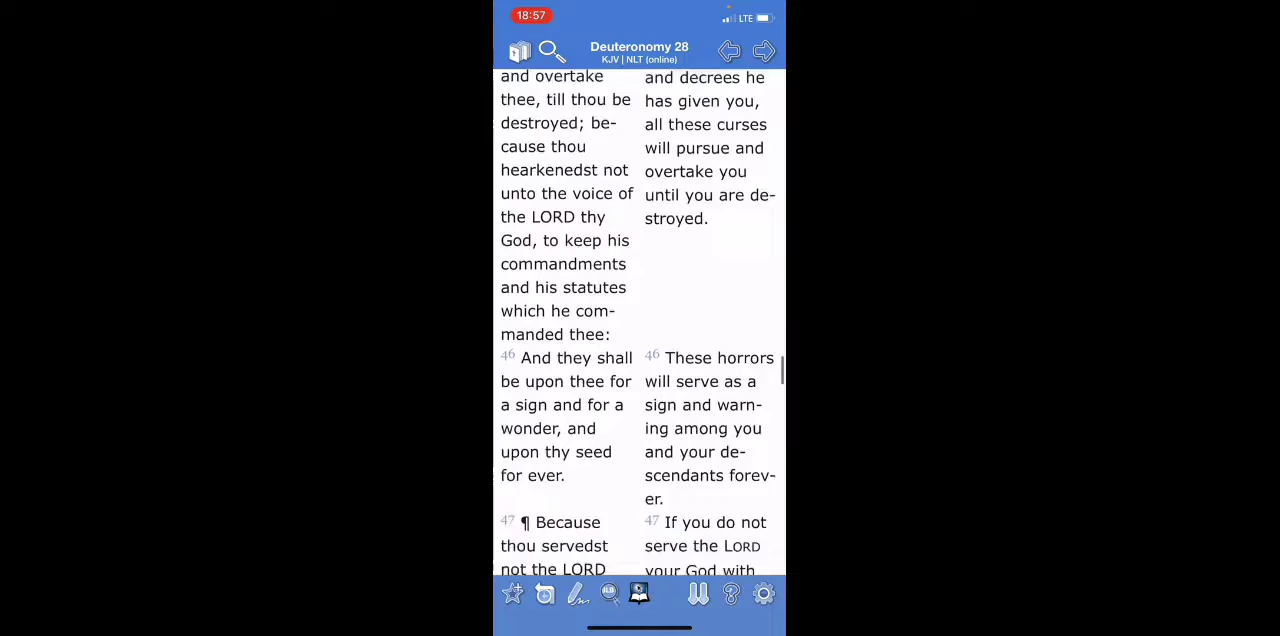 18:57
LTE
Deuteronomy 28
KJV | NLT (online)
and overtake
thee, till thou be
destroyed; be-
cause thou
hearkenedst not
unto the voice of
the LORD thy
God, to keep his
commandments
and his statutes
which he com-
manded thee:
46 And they shall
be upon thee for
a sign and for a
wonder, and
upon thy seed
for ever.
47 ¶ Because
thou servedst
not the LORD
and decrees he
has given you,
all these curses
will pursue and
overtake you
until you are de-
stroyed.
46 These horrors
will serve as a
sign and warn-
ing among you
and your de-
scendants forev-
er.
47 If you do not
serve the LORD
your God with